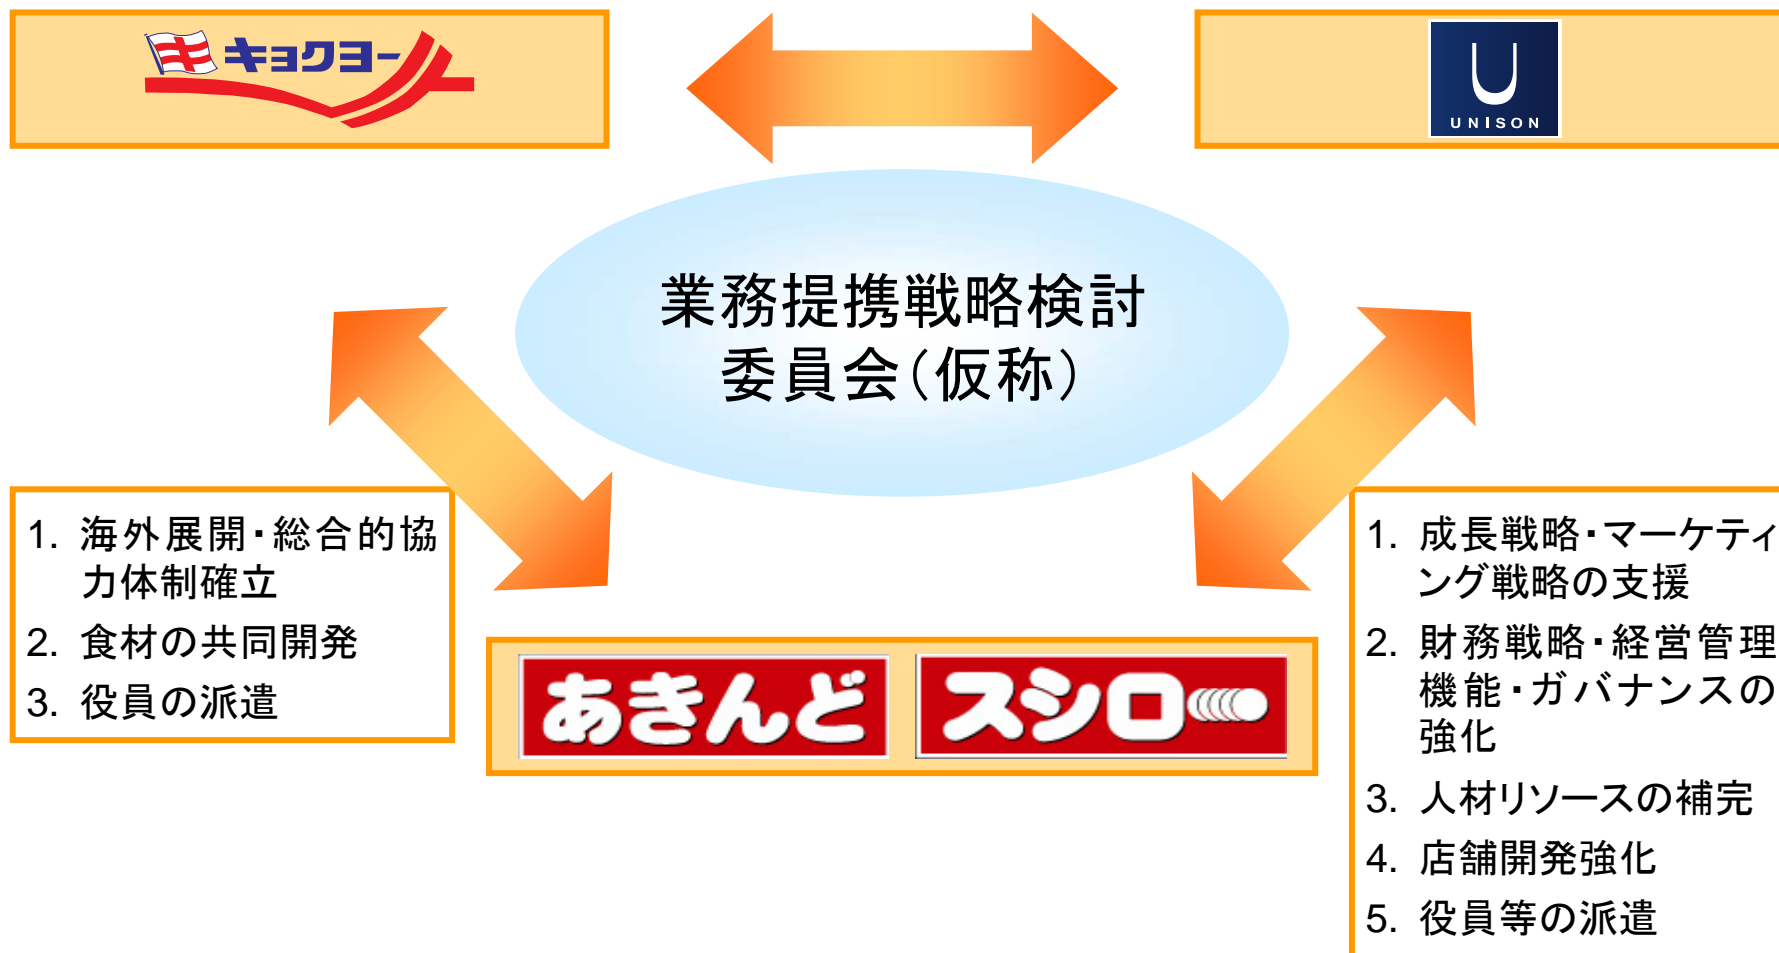 キョクヨー
U
UNISON
業務提携戦略検討
委員会(仮称)
1. 海外展開・総合的協
力体制確立
2. 食材の共同開発
3. 役員の派遣
あきんど スシロー
1. 成長戦略・マーケティ
ング戦略の支援
2. 財務戦略・経営管理
機能・ガバナンスの
強化
3. 人材リソースの補完
4. 店舗開発強化
5. 役員等の派遣